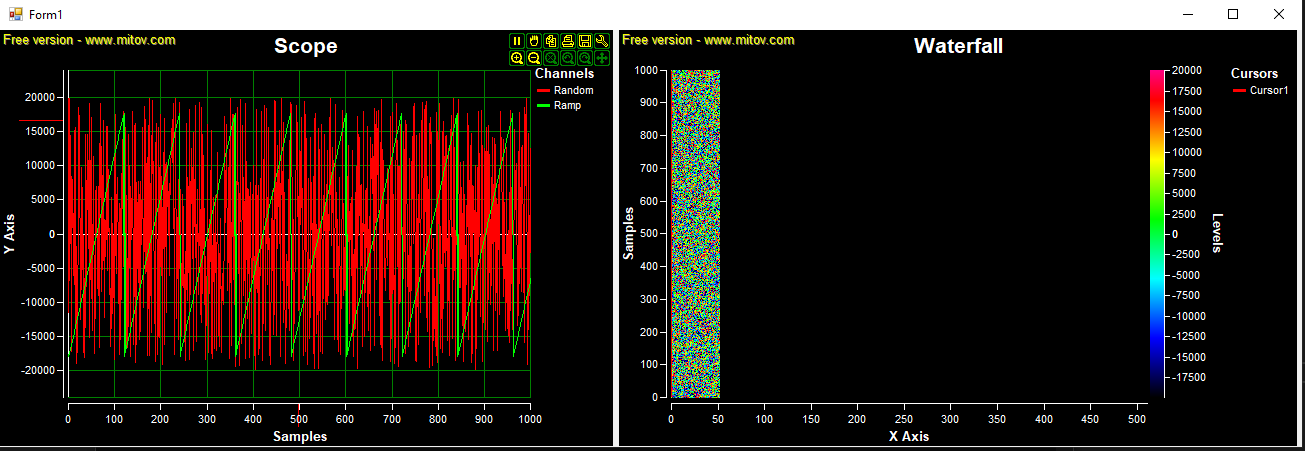 Form1
Free version - www.mitov.com
Scope
Channels
Random
Ramp
20000
15000
10000
5000
0
-5000
-10000
-15000
-20000
Y Axis
0 100 200 300 400 500 600 700 800 900 1000
Samples
Free version - www.mitov.com
Waterfall
1000
900
800
700
600
500
400
300
200
100
0
Samples
0 50 100 150 200 250 300 350 400 450 500
X Axis
20000
17500
15000
12500
10000
7500
5000
2500
0
-2500
-5000
-7500
-10000
-12500
-15000
-17500
Levels
Cursors
Cursor1